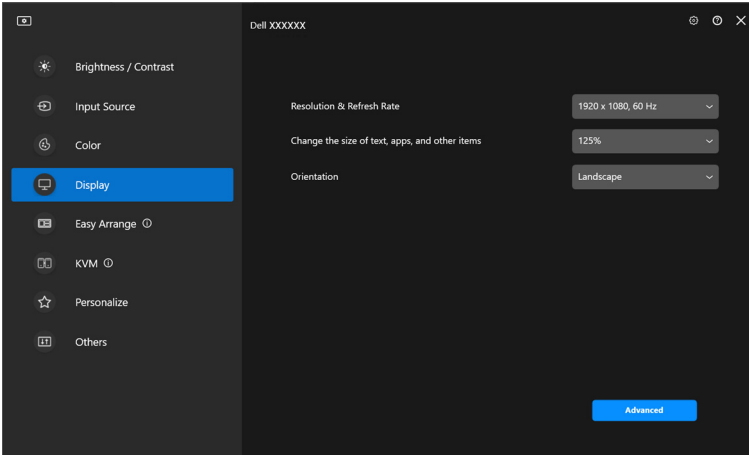 Dell XXXXXX
Brightness / Contrast
Input Source
Color
Display
Easy Arrange
KVM
Personalize
Others
Resolution & Refresh Rate
1920 x 1080, 60 Hz
Change the size of text, apps, and other items
125%
Orientation
Landscape
Advanced